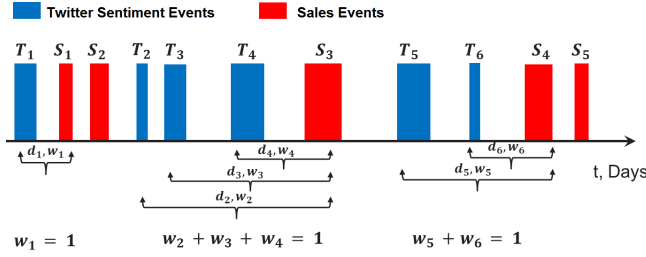 Twitter Sentiment Events Sales Events
T₁ S₁ S₂ T₂ T₃ T₄ S₃ T₅ T₆ S₄ S₅
d₁,w₁ d₄,w₄ d₆,w₆
d₃,w₃ d₅,w₅ t, Days
d₂,w₂
w₁ = 1 w₂ + w₃ + w₄ = 1 w₅ + w₆ = 1